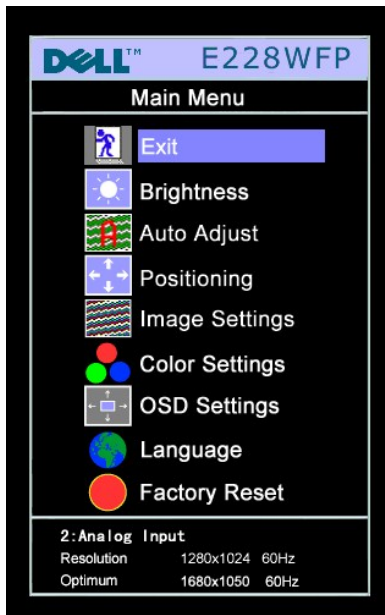 DELL™ E228WFP
Main Menu
Exit
Brightness
Auto Adjust
Positioning
Image Settings
Color Settings
OSD Settings
Language
Factory Reset
2:Analog Input
Resolution 1280x1024 60Hz
Optimum 1680x1050 60Hz